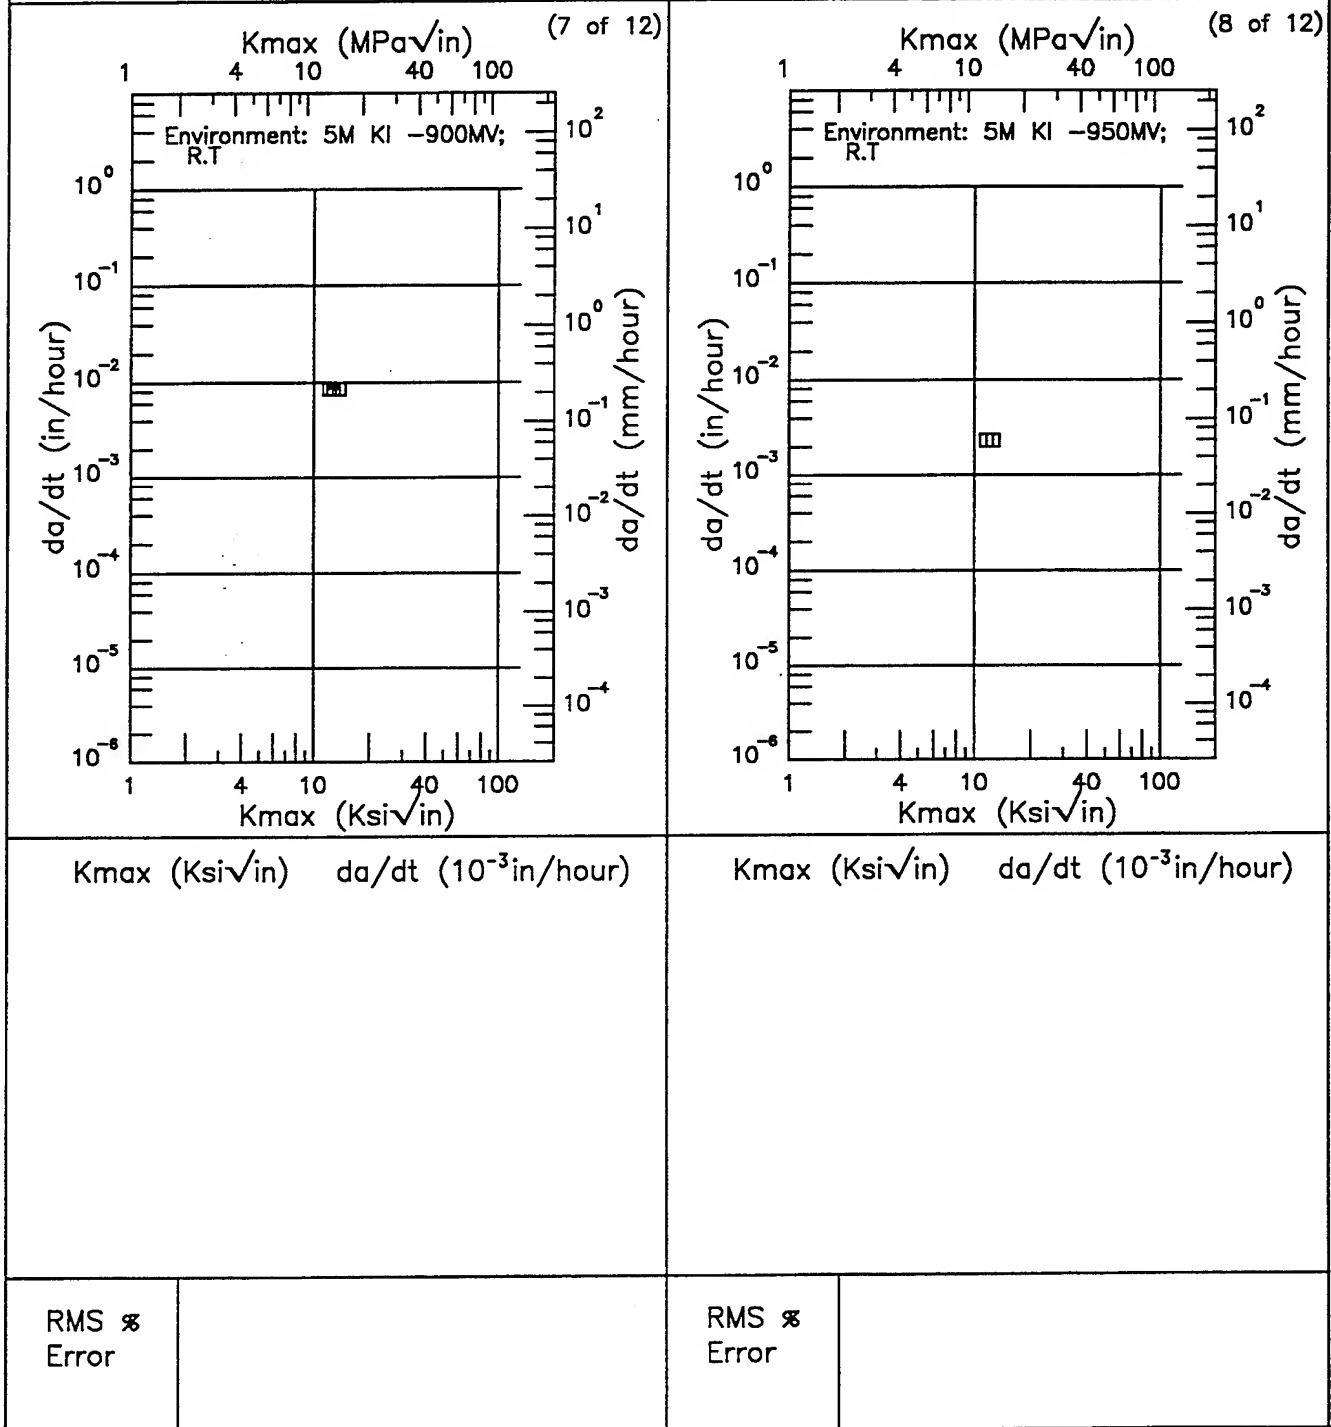 (7 of 12)
Kmax (MPa√in)
1 4 10 40 100
Environment: 5M KI -900MV;
R.T
10^0
10^-1
10^-2
10^-3
10^-4
10^-5
10^-6
da/dt (in/hour)
10^2
10^1
10^0
10^-1
10^-2
10^-3
10^-4
da/dt (mm/hour)
1 4 10 40 100
Kmax (Ksi√in)
Kmax (Ksi√in) da/dt (10^-3in/hour)
RMS %
Error
(8 of 12)
Kmax (MPa√in)
1 4 10 40 100
Environment: 5M KI -950MV;
R.T
10^0
10^-1
10^-2
10^-3
10^-4
10^-5
10^-6
da/dt (in/hour)
10^2
10^1
10^0
10^-1
10^-2
10^-3
10^-4
da/dt (mm/hour)
1 4 10 40 100
Kmax (Ksi√in)
Kmax (Ksi√in) da/dt (10^-3in/hour)
RMS %
Error